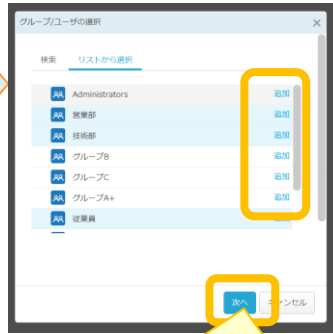 グループ/ユーザの選択
検索 リストから選択
Administrators 追加
営業部 追加
技術部 追加
グループB 追加
グループC 追加
グループA+ 追加
従業員
次へ キャンセル